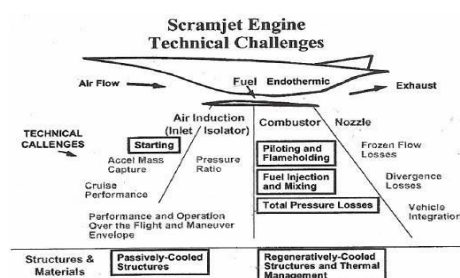 Scramjet Engine
Technical Challenges
Fuel Endothermic
Air Flow
Exhaust
Air Induction
(Inlet / Isolator)
Combustor
Nozzle
TECHNICAL
CALLENGES
Starting
Accel Mass
Capture
Cruise
Performance
Pressure
Ratio
Performance and Operation
Over the Flight and Maneuver
Envelope
Piloting and
Flameholding
Fuel Injection
and Mixing
Total Pressure Losses
Frozen Flow
Losses
Divergence
Losses
Vehicle
Integration
Structures &
Materials
Passively-Cooled
Structures
Regeneratively-Cooled
Structures and Thermal
Management